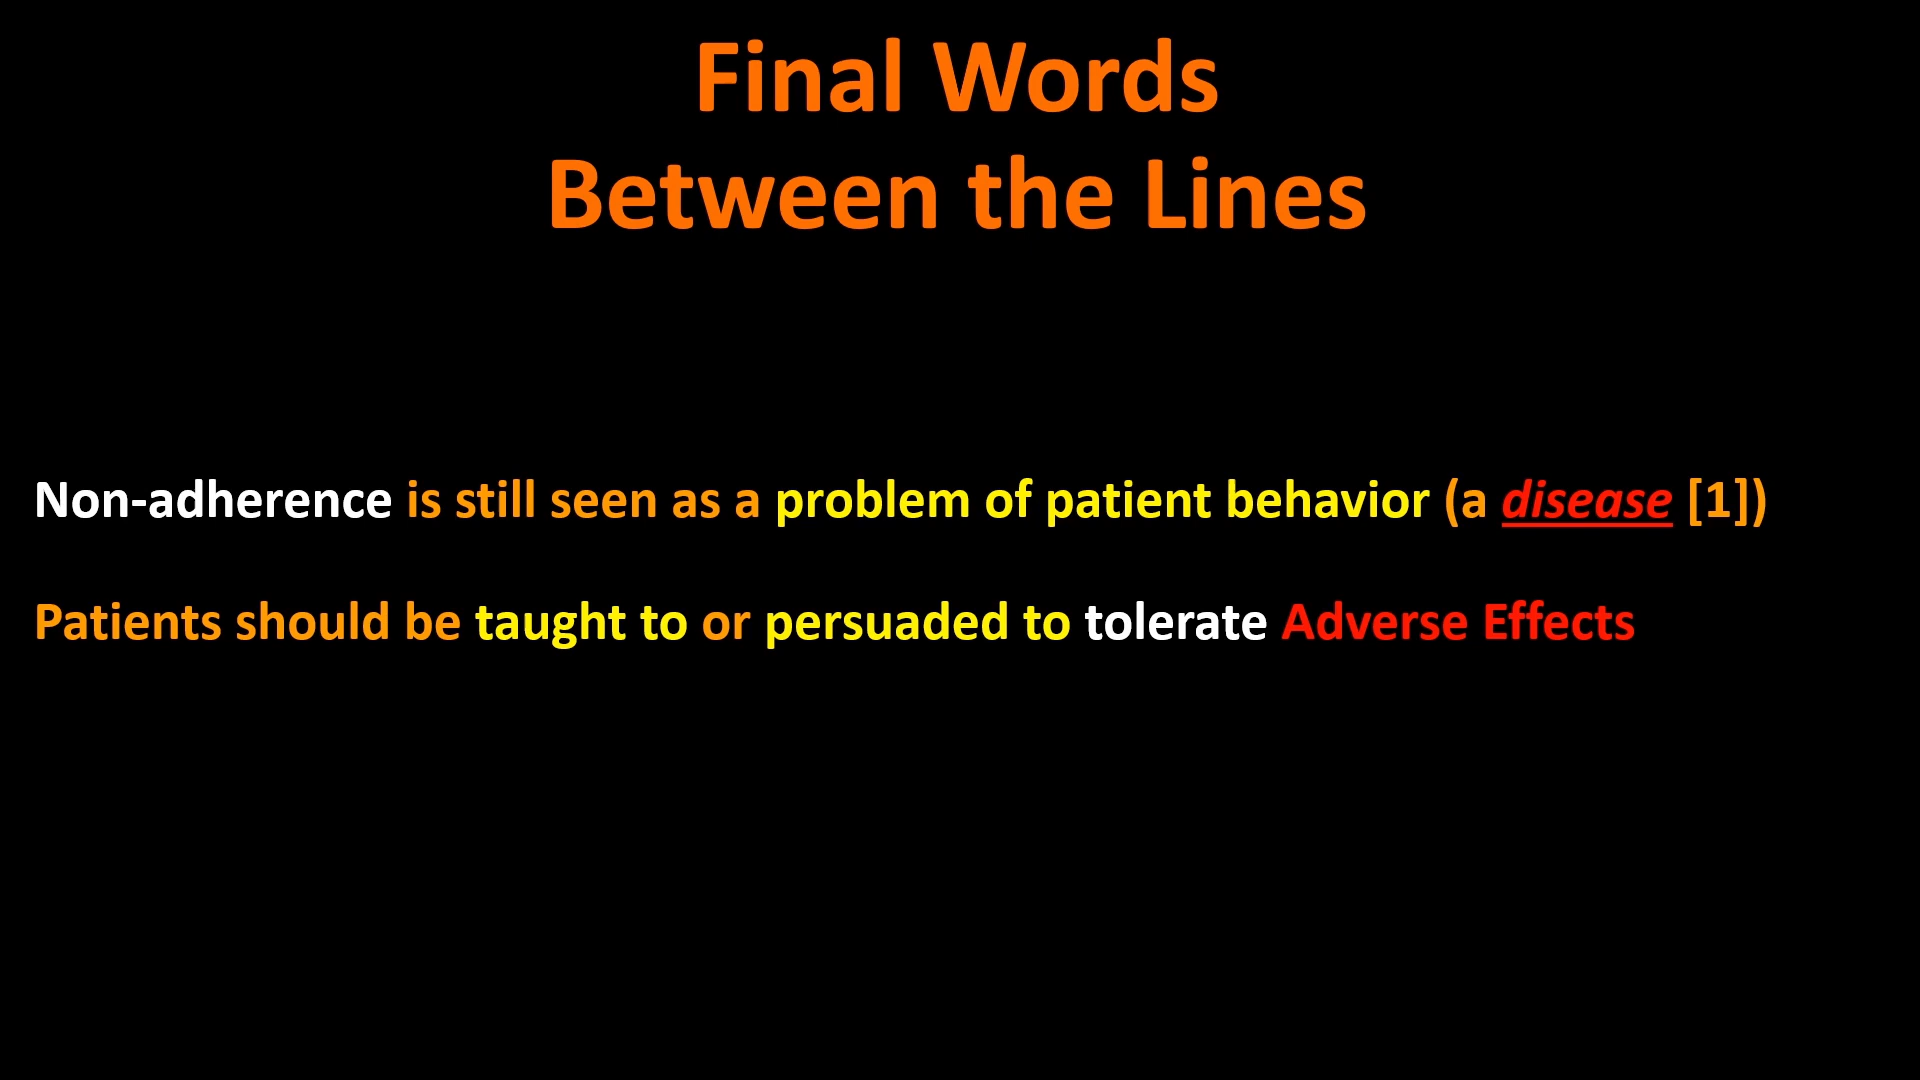 Final Words
Between the Lines
Non-adherence is still seen as a problem of patient behavior (a disease [1])
Patients should be taught to or persuaded to tolerate Adverse Effects